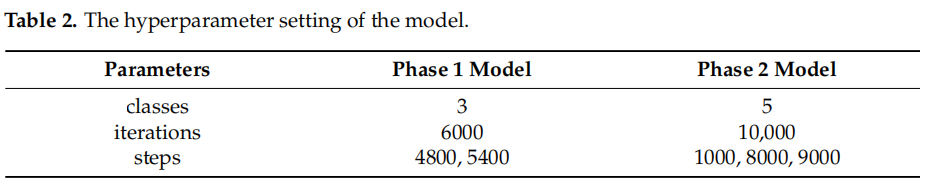 Table 2. The hyperparameter setting of the model.
Parameters Phase 1 Model Phase 2 Model
classes 3 5
iterations 6000 10,000
steps 4800, 5400 1000, 8000, 9000